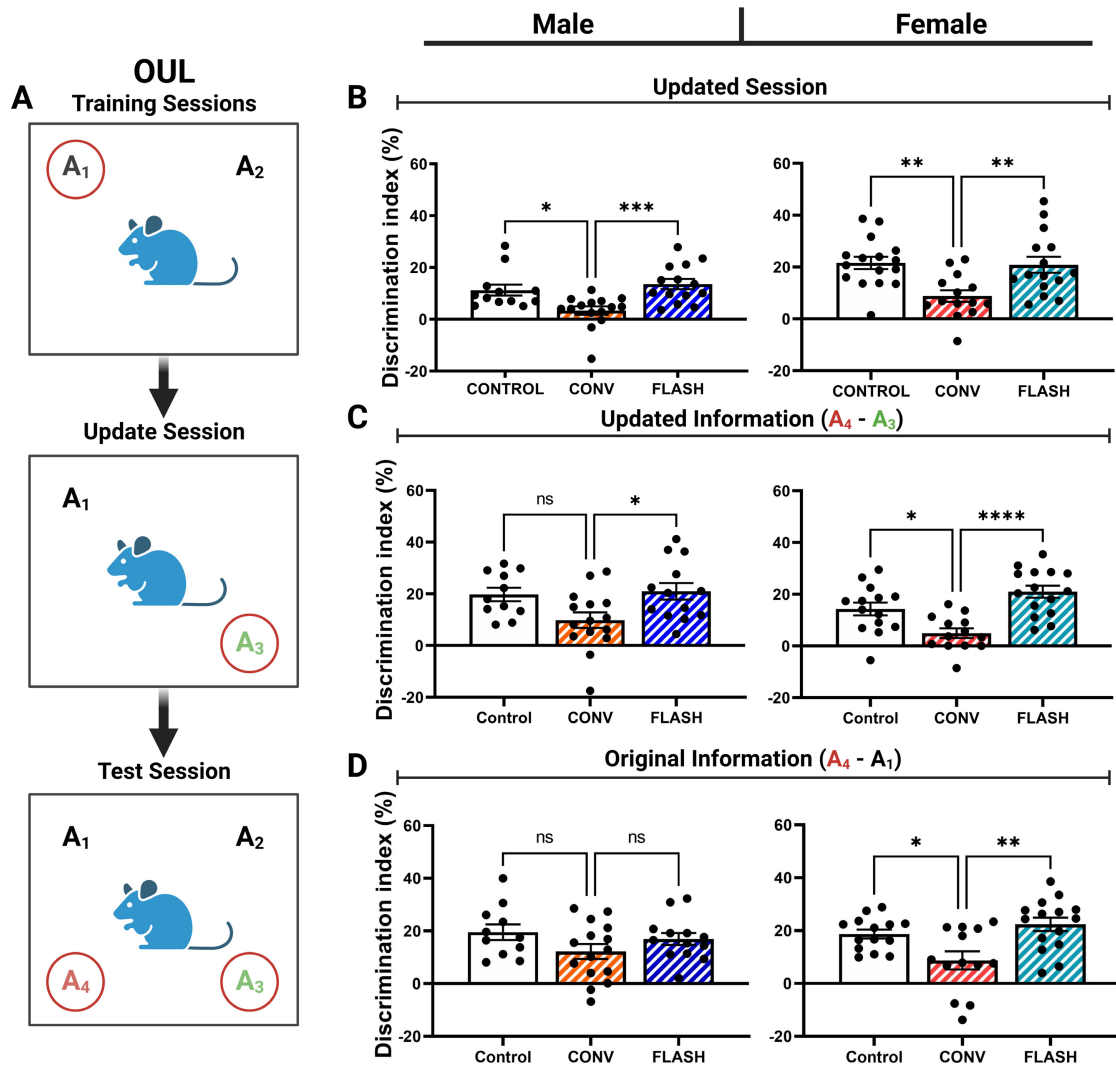 Male
Female
OUL
A
Training Sessions
A1
A2
Update Session
A1
A3
Test Session
A1
A2
A4
A3
B
Updated Session
Discrimination index (%)
60
40
20
0
-20
*
***
CONTROL
CONV
FLASH
60
40
20
0
-20
**
**
CONTROL
CONV
FLASH
C
Updated Information (A4 - A3)
Discrimination index (%)
60
40
20
0
-20
ns
*
Control
CONV
FLASH
60
40
20
0
-20
*
****
Control
CONV
FLASH
D
Original Information (A4 - A1)
Discrimination index (%)
60
40
20
0
-20
ns
ns
Control
CONV
FLASH
60
40
20
0
-20
*
**
Control
CONV
FLASH